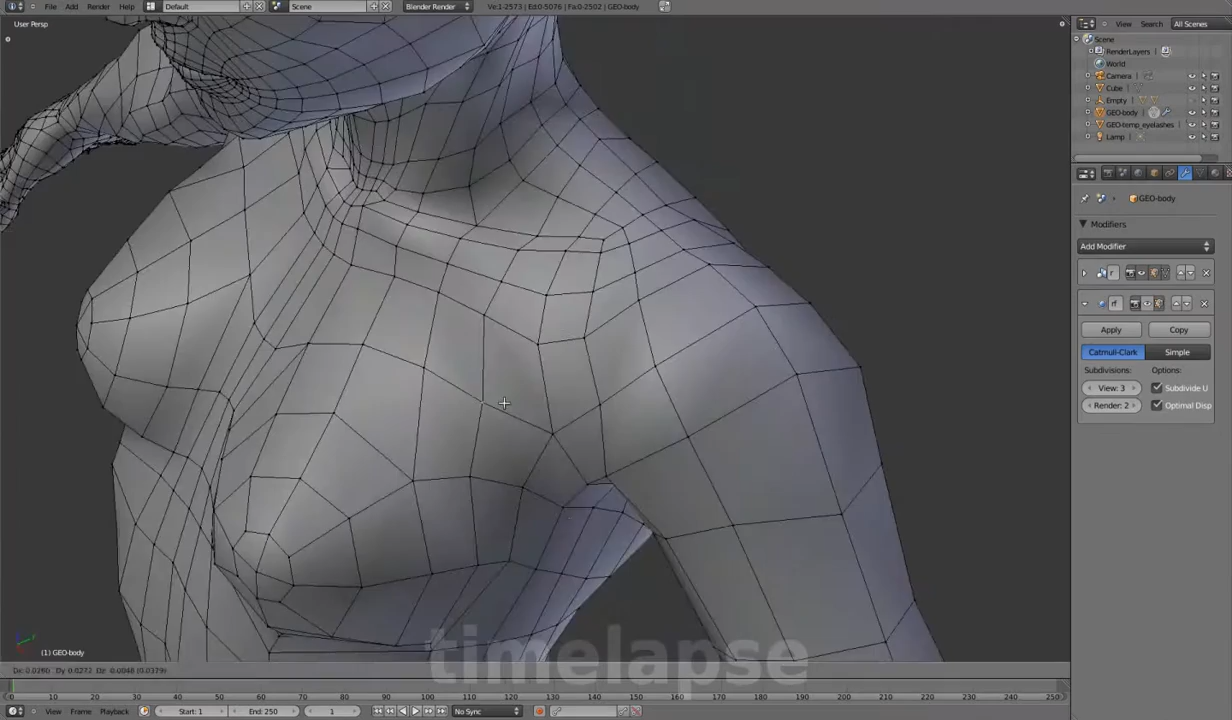 File Add Render Help Default Scene Blender Render Ve:1-2573 | Ed:0-5076 | Fa:0-2502 | GEO-body
User Persp
View Search All Scenes
Scene
RenderLayers
World
Camera
Cube
Empty
GEO-body
GEO-temp_eyelashes
Lamp
GEO-body
Modifiers
Add Modifier
r
rf
Apply Copy
Catmull-Clark Simple
Subdivisions: Options:
View: 3 Subdivide U
Render: 2 Optimal Disp
timelapse
(1) GEO-body
Dx: 0.0260 Dy: 0.0272 Dz: 0.0048 (0.0379)
0 10 20 30 40 50 60 70 80 90 100 110 120 130 140 150 160 170 180 190 200 210 220 230 240 250
View Frame Playback Start: 1 End: 250 1 No Sync